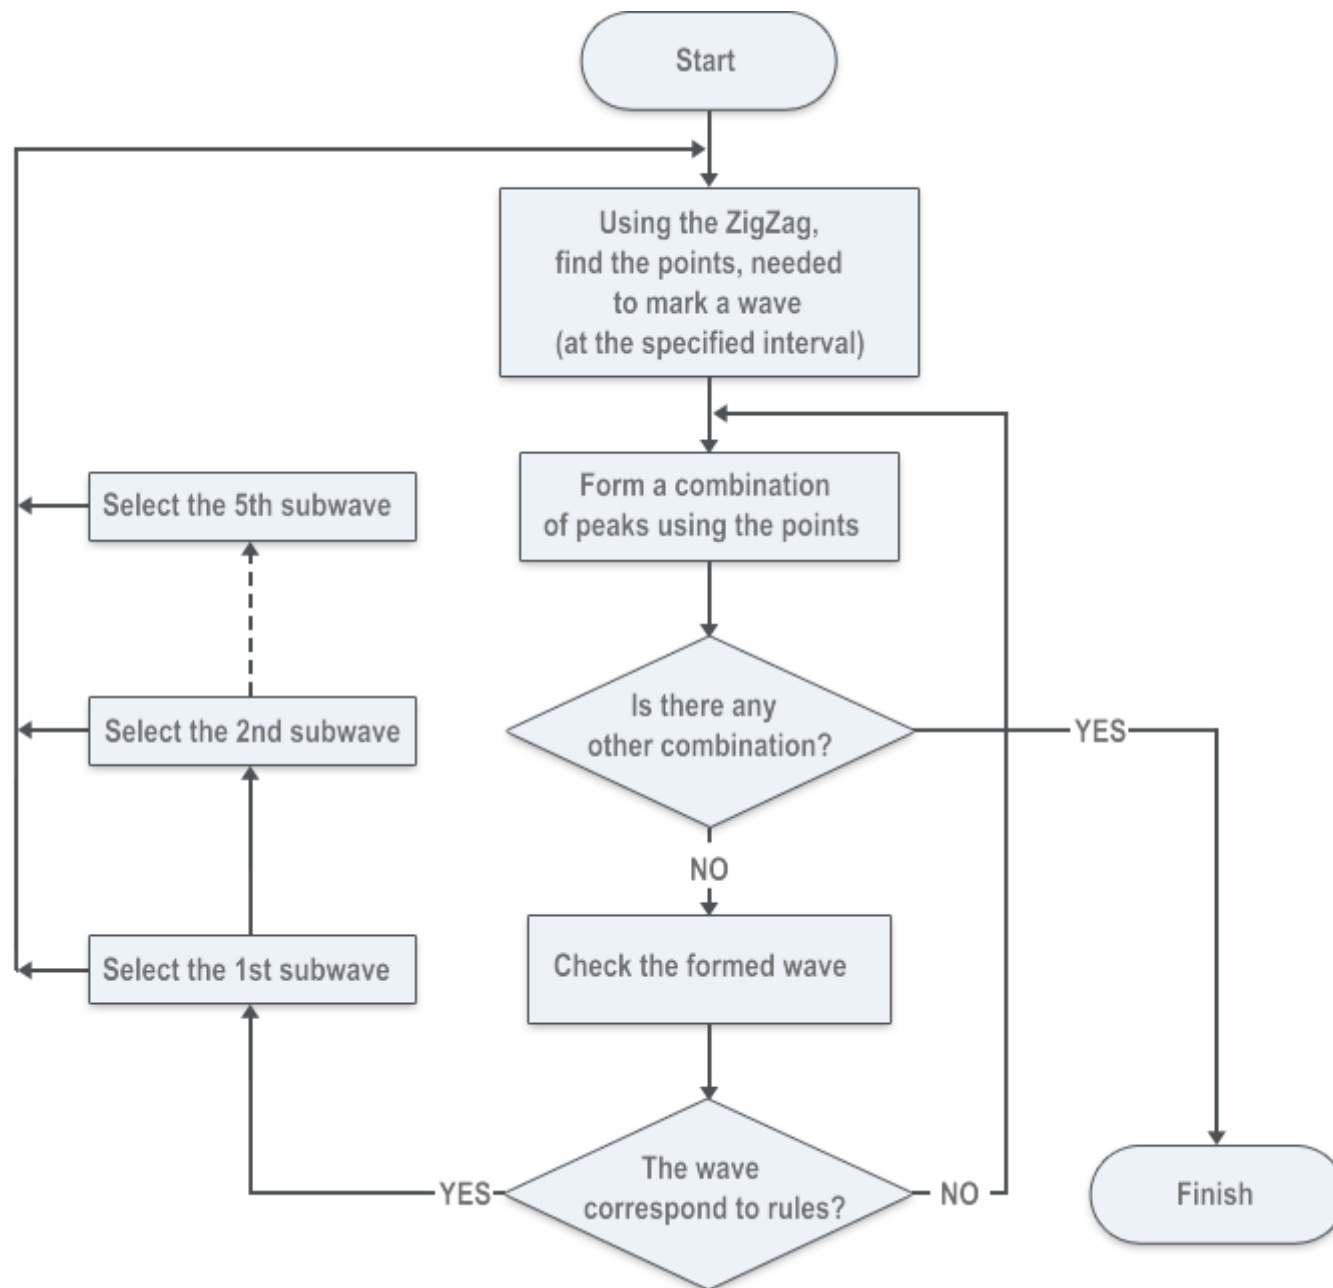 Start
Using the ZigZag,
find the points, needed
to mark a wave
(at the specified interval)
Form a combination
of peaks using the points
Select the 5th subwave
Is there any
other combination?
YES
Select the 2nd subwave
NO
Check the formed wave
Select the 1st subwave
The wave
correspond to rules?
YES
NO
Finish